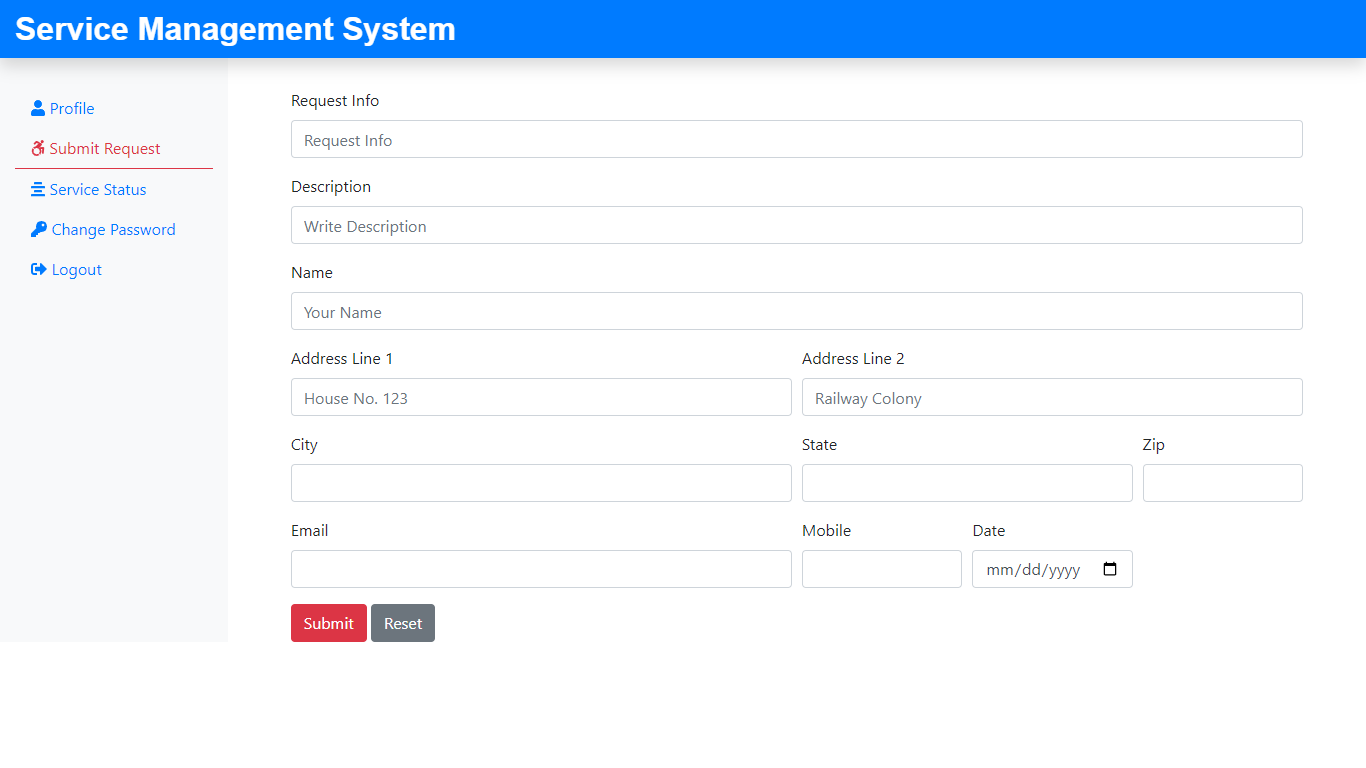 Service Management System
Profile
Submit Request
Service Status
Change Password
Logout
Request Info
Request Info
Description
Write Description
Name
Your Name
Address Line 1 Address Line 2
House No. 123 Railway Colony
City State Zip
Email Mobile Date
mm/dd/yyyy
Submit Reset